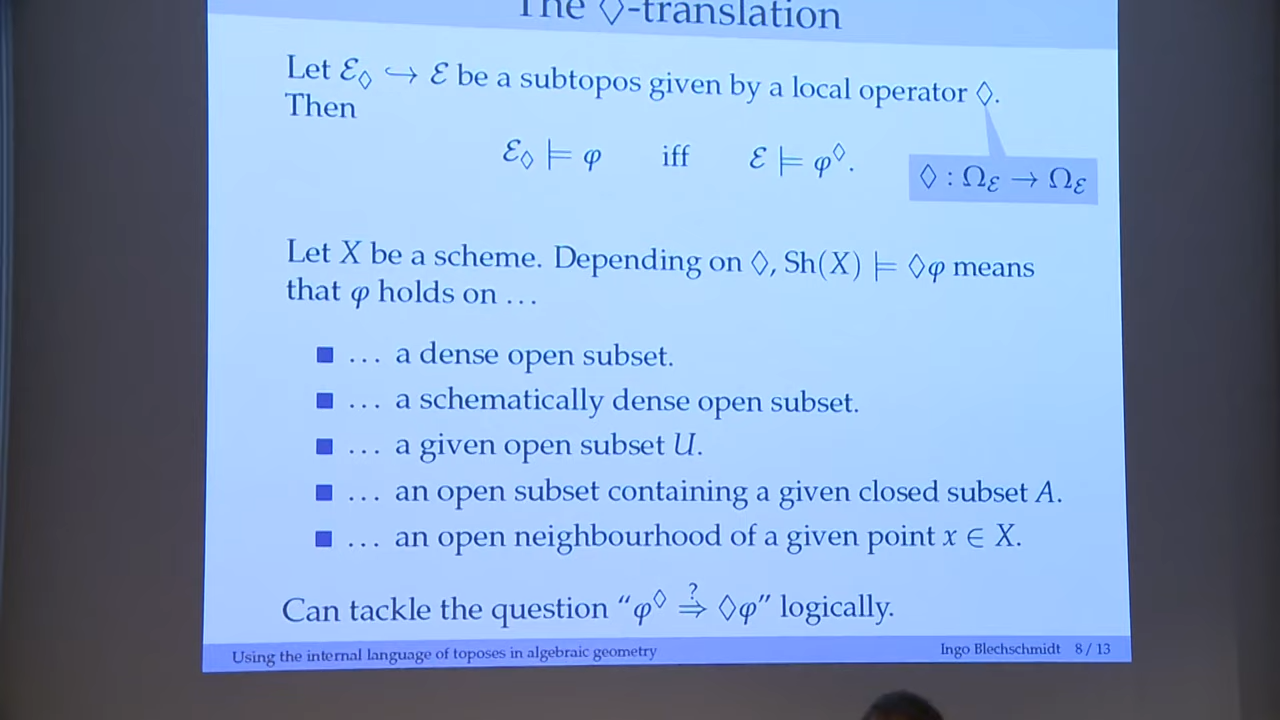 The ◊-translation
Let ℰ◊ ↪ ℰ be a subtopos given by a local operator ◊.
Then
ℰ◊ ⊨ φ iff ℰ ⊨ φ^◊.
◊ : Ω_ℰ → Ω_ℰ
Let X be a scheme. Depending on ◊, Sh(X) ⊨ ◊φ means
that φ holds on …
■ … a dense open subset.
■ … a schematically dense open subset.
■ … a given open subset U.
■ … an open subset containing a given closed subset A.
■ … an open neighbourhood of a given point x ∈ X.
Can tackle the question “φ^◊ ⇒^? ◊φ” logically.
Using the internal language of toposes in algebraic geometry Ingo Blechschmidt 8 / 13